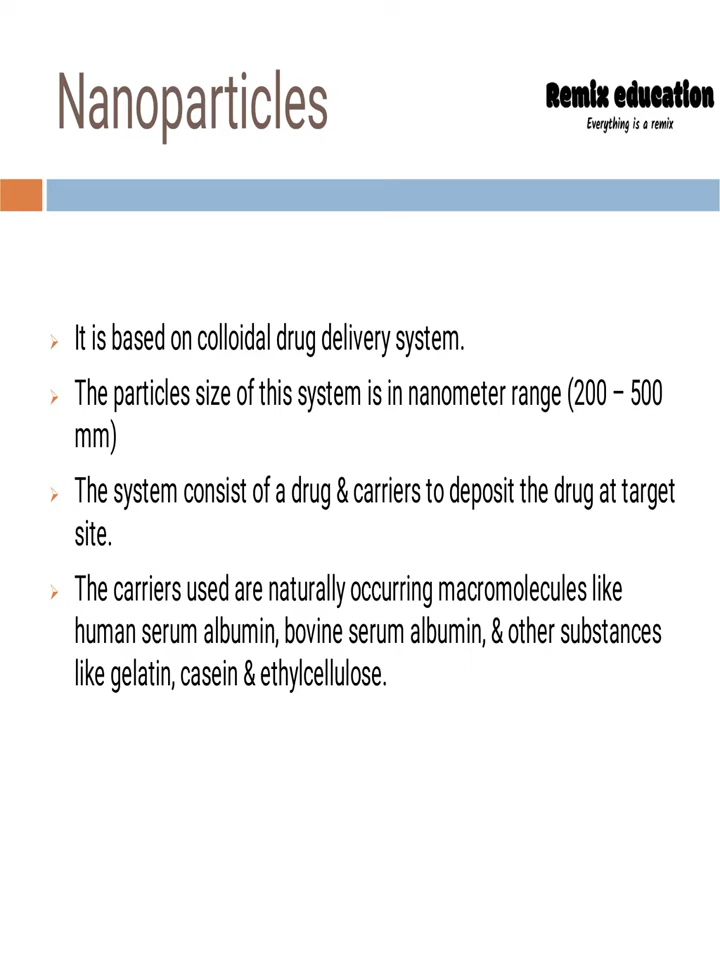 Nanoparticles
Remix education
Everything is a remix
It is based on colloidal drug delivery system.
The particles size of this system is in nanometer range (200 – 500
mm)
The system consist of a drug & carriers to deposit the drug at target
site.
The carriers used are naturally occurring macromolecules like
human serum albumin, bovine serum albumin, & other substances
like gelatin, casein & ethylcellulose.